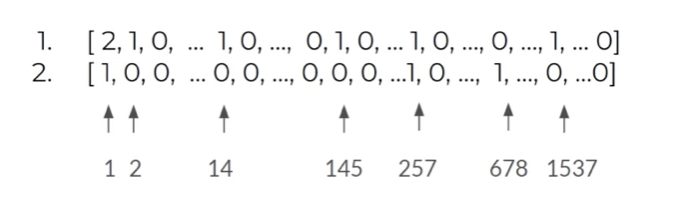 1. [ 2, 1, 0, ... 1, 0, ..., 0, 1, 0, ... 1, 0, ..., 0, ..., 1, ... 0]
2. [ 1, 0, 0, ... 0, 0, ..., 0, 0, 0, ...1, 0, ..., 1, ..., 0, ...0]
1 2 14 145 257 678 1537